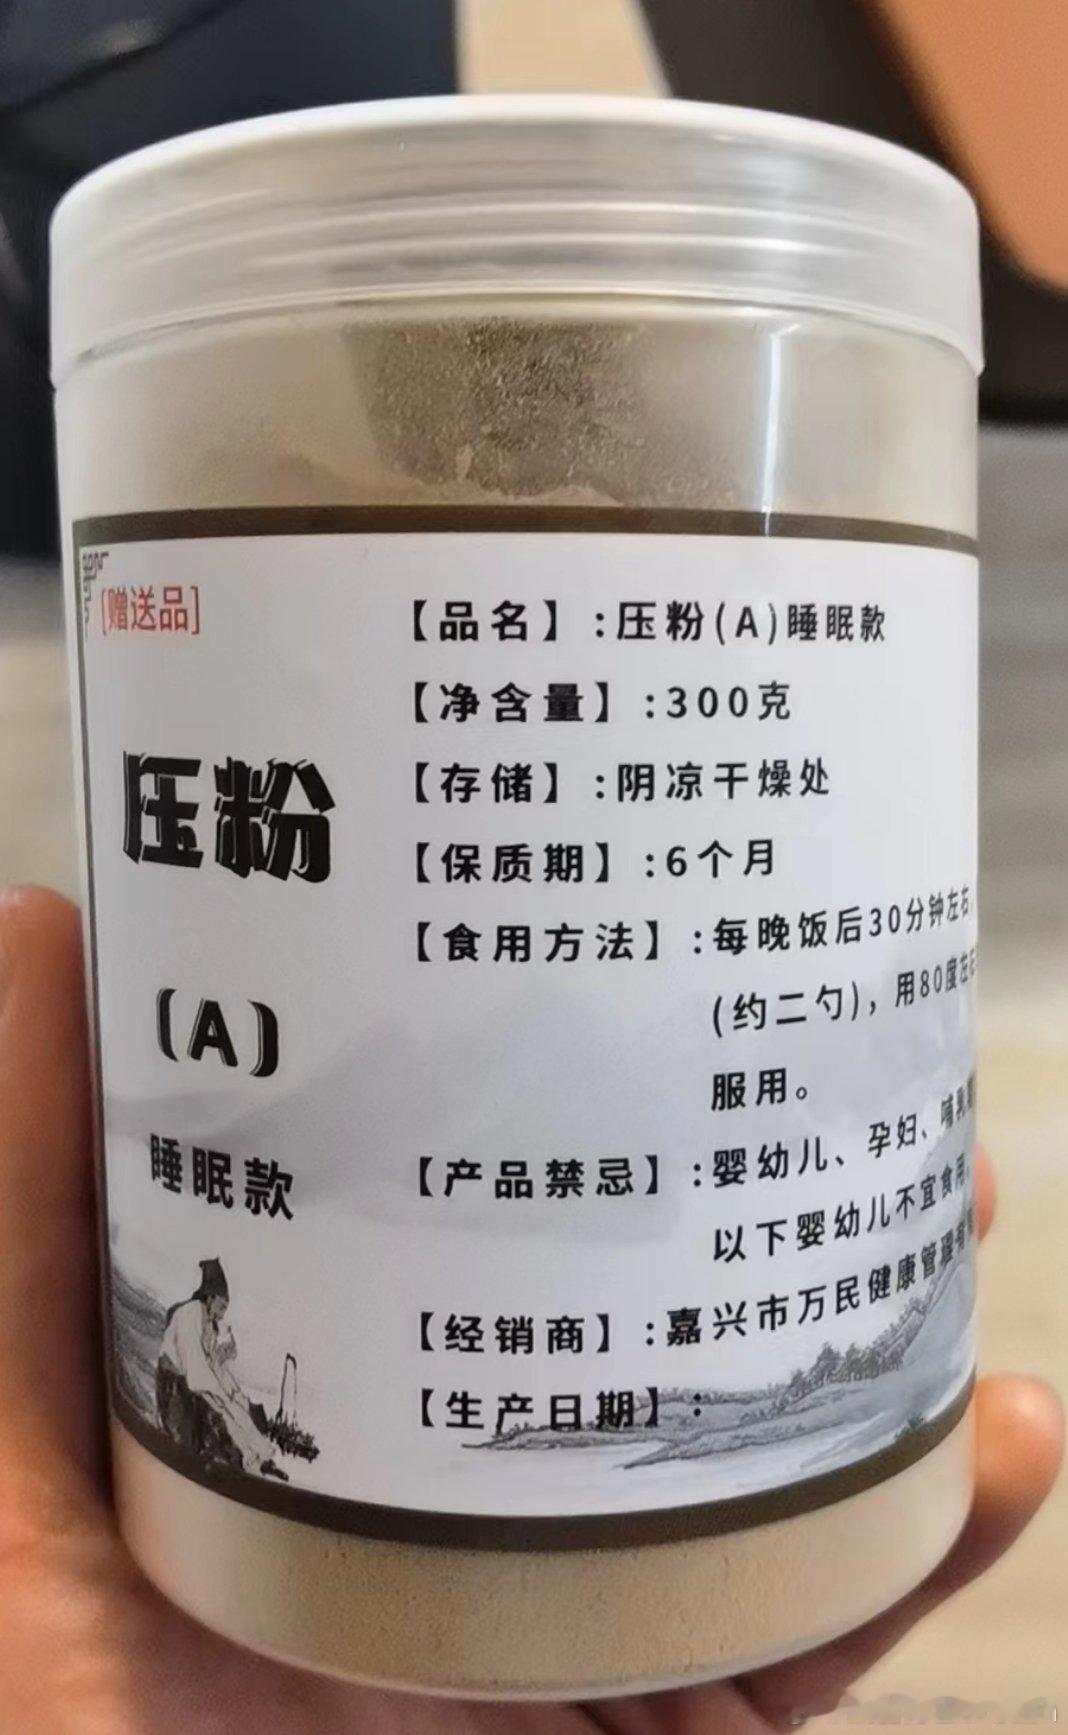 [赠送品]
压粉
(A)
睡眠款
【品名】:压粉(A)睡眠款
【净含量】:300克
【存储】:阴凉干燥处
【保质期】:6个月
【食用方法】:每晚饭后30分钟左右,
(约二勺),用80度左右
服用。
【产品禁忌】:婴幼儿、孕妇、哺乳期
以下婴幼儿不宜食用,
【经销商】:嘉兴市万民健康管理有
【生产日期】: